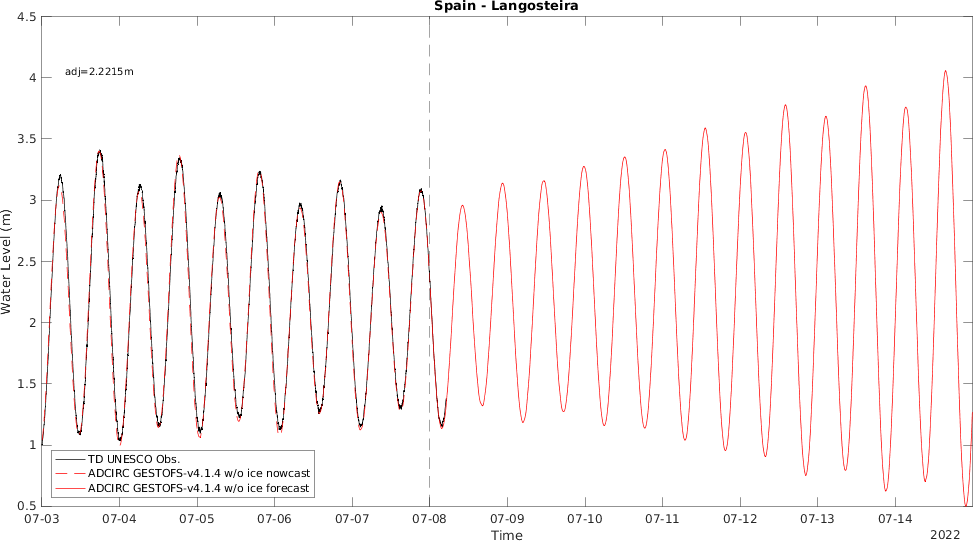 Spain - Langosteira
4.5
4
3.5
3
2.5
2
1.5
1
0.5
Water Level (m)
adj=2.2215m
TD UNESCO Obs.
ADCIRC GESTOFS-v4.1.4 w/o ice nowcast
ADCIRC GESTOFS-v4.1.4 w/o ice forecast
07-03 07-04 07-05 07-06 07-07 07-08 07-09 07-10 07-11 07-12 07-13 07-14
Time
2022